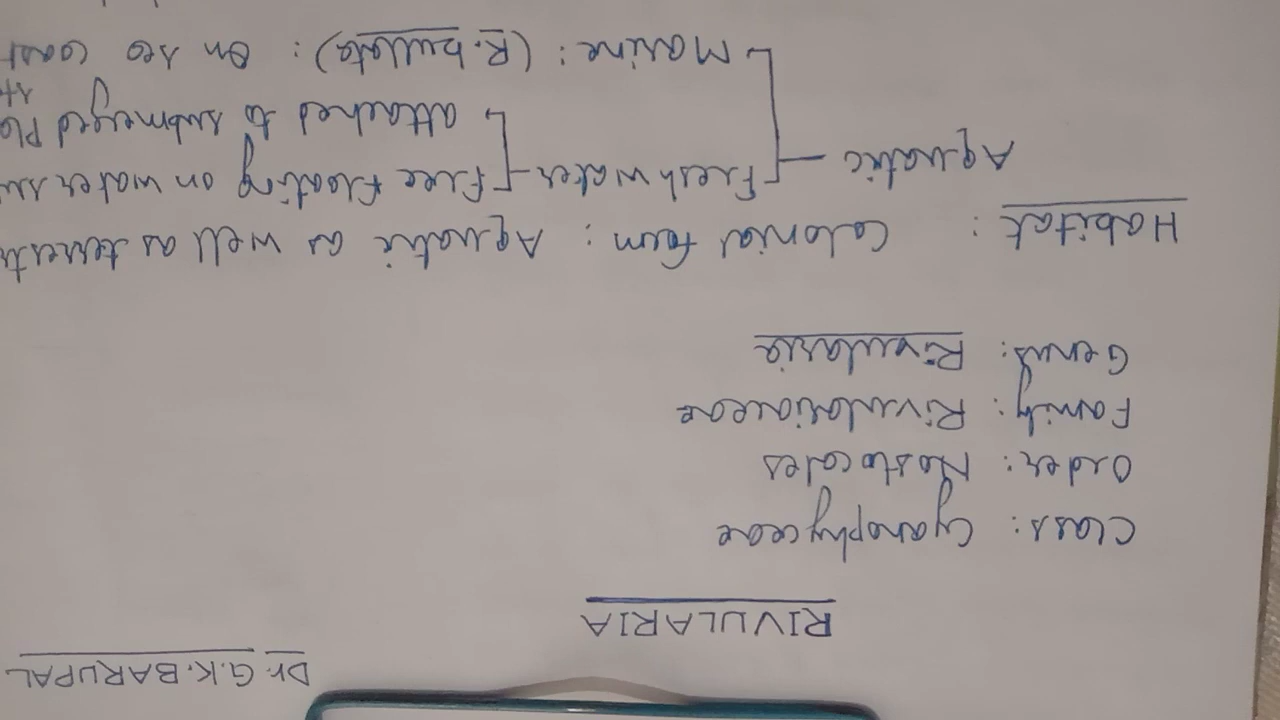 Dr. G.K. BARUPAL
RIVULARIA
Class: Cyanophyceae
Order: Nostocales
Family: Rivulariaceae
Genus: Rivularia
Habitat: Colonial form: Aquatic as well as terrestr
Aquatic Fresh water Free floating on water su
attached to submerged Pla
Marine: (R. bullata): on sea coast